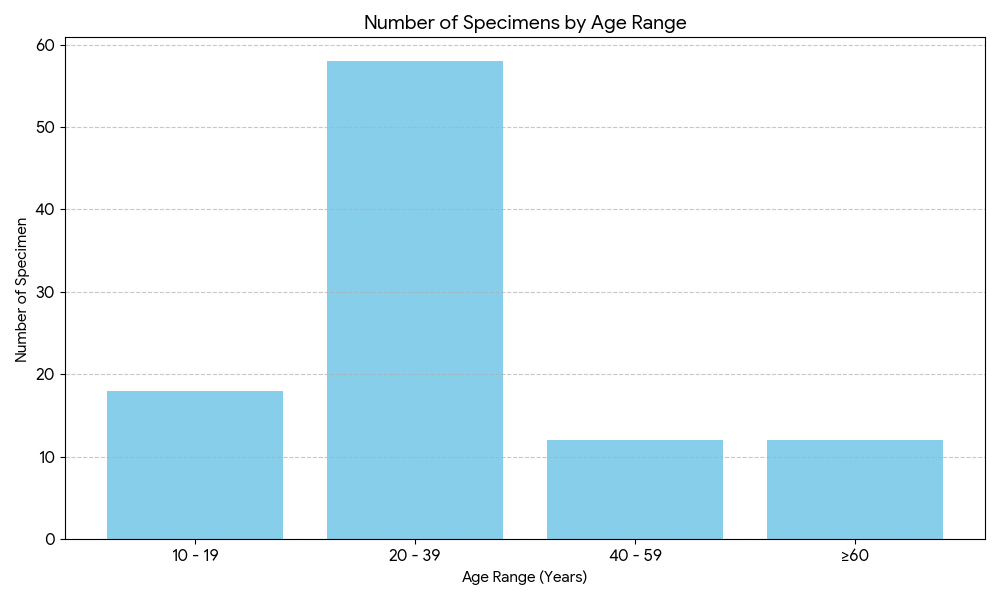 Number of Specimens by Age Range
Number of Specimen
60
50
40
30
20
10
0
10 - 19
20 - 39
40 - 59
≥60
Age Range (Years)